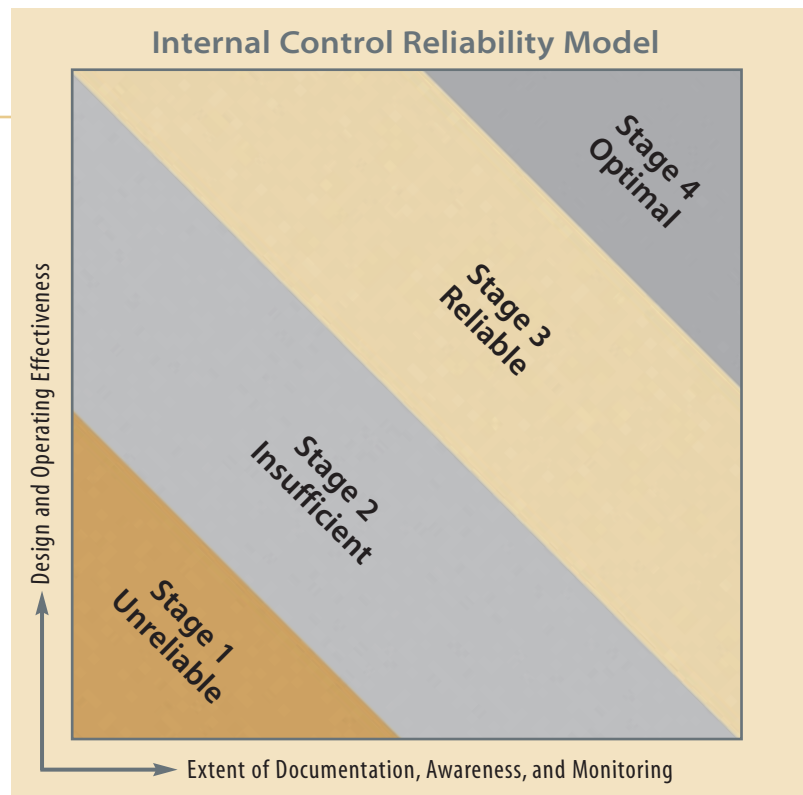 Internal Control Reliability Model
Stage 4
Optimal
Stage 3
Reliable
Stage 2
Insufficient
Stage 1
Unreliable
Design and Operating Effectiveness
Extent of Documentation, Awareness, and Monitoring